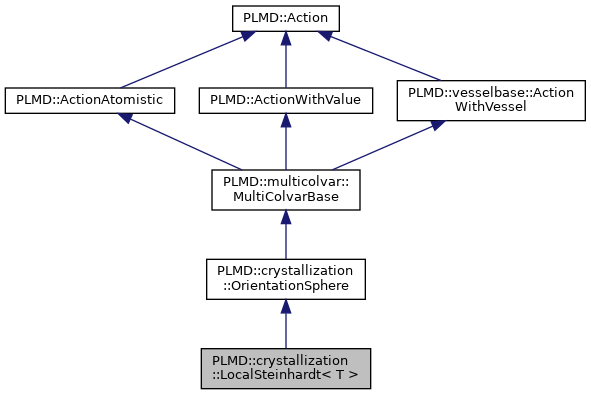 PLMD::Action
PLMD::ActionAtomistic
PLMD::ActionWithValue
PLMD::vesselbase::Action
WithVessel
PLMD::multicolvar::
MultiColvarBase
PLMD::crystallization
::OrientationSphere
PLMD::crystallization
::LocalSteinhardt< T >